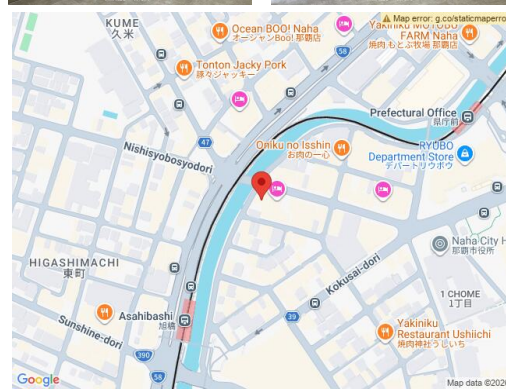 Map error: g.co/staticmaperro
KUME
久米
Ocean BOO! Naha
オーシャンBoo! 那覇店
Yakiniku MOTOBU
FARM Naha
焼肉もとぶ牧場 那覇店
58
Tonton Jacky Pork
豚々ジャッキー
Prefectural Office
県庁前
47
Nishisyobosyodori
Oniku no Isshin
お肉の一心
RYUBO
Department Store
デパートリウボウ
Naha City H
那覇市役所
HIGASHIMACHI
東町
Kokusai-dori
1 CHOME
1丁目
Asahibashi
旭橋
39
Sunshine-dori
Yakiniku
Restaurant Ushiichi
焼肉神社うしいち
390
58
Google
Map data ©2026